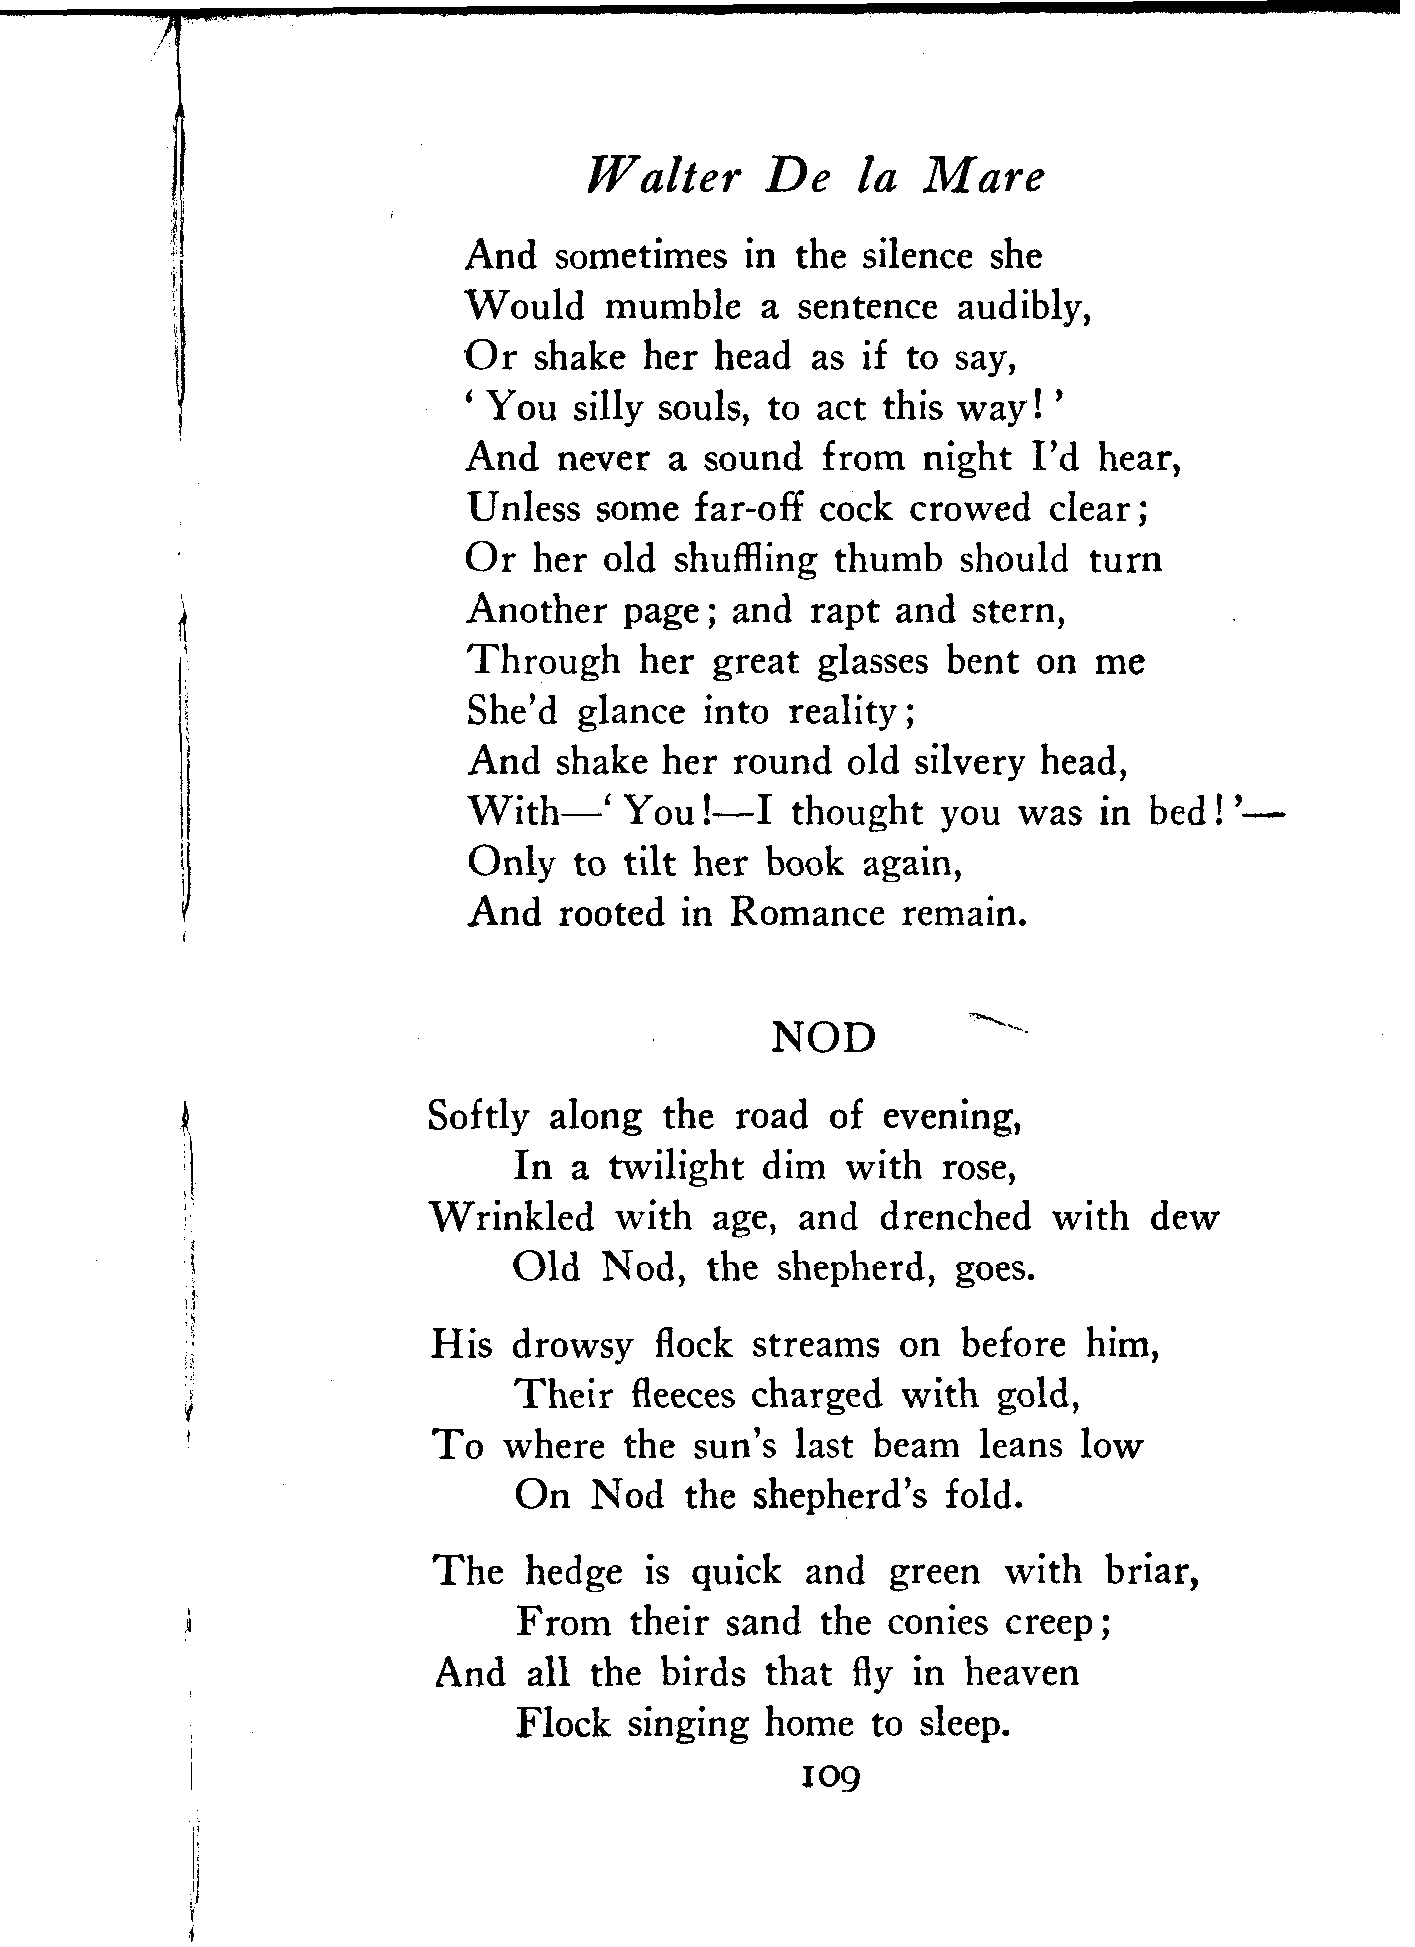 Walter De la Mare
And sometimes in the silence she
Would mumble a sentence audibly,
Or shake her head as if to say,
‘ You silly souls, to act this way! ’
And never a sound from night I’d hear,
Unless some far-off cock crowed clear;
Or her old shuffling thumb should turn
Another page; and rapt and stern,
Through her great glasses bent on me
She’d glance into reality;
And shake her round old silvery head,
With—‘ You!—I thought you was in bed! ’—
Only to tilt her book again,
And rooted in Romance remain.
NOD
Softly along the road of evening,
In a twilight dim with rose,
Wrinkled with age, and drenched with dew
Old Nod, the shepherd, goes.
His drowsy flock streams on before him,
Their fleeces charged with gold,
To where the sun’s last beam leans low
On Nod the shepherd’s fold.
The hedge is quick and green with briar,
From their sand the conies creep;
And all the birds that fly in heaven
Flock singing home to sleep.
109